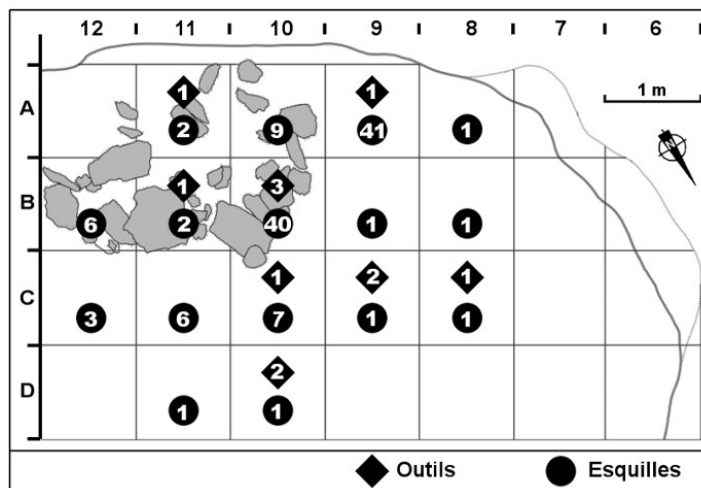 12 11 10 9 8 7 6
1 m
A 1 1
2 9 41 1
B 1 3
6 2 40 1 1
C 1 2 1
3 6 7 1 1
D 2
1 1
Outils Esquilles